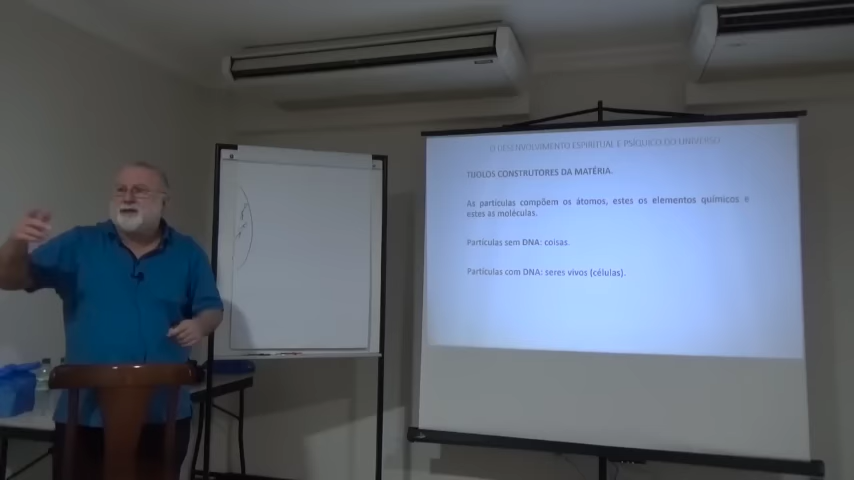 O DESENVOLVIMENTO ESPIRITUAL E PSÍQUICO DO UNIVERSO
TIJOLOS CONSTRUTORES DA MATÉRIA.
As partículas compõem os átomos, estes os elementos químicos e
estes as moléculas.
Partículas sem DNA: coisas.
Partículas com DNA: seres vivos (células).